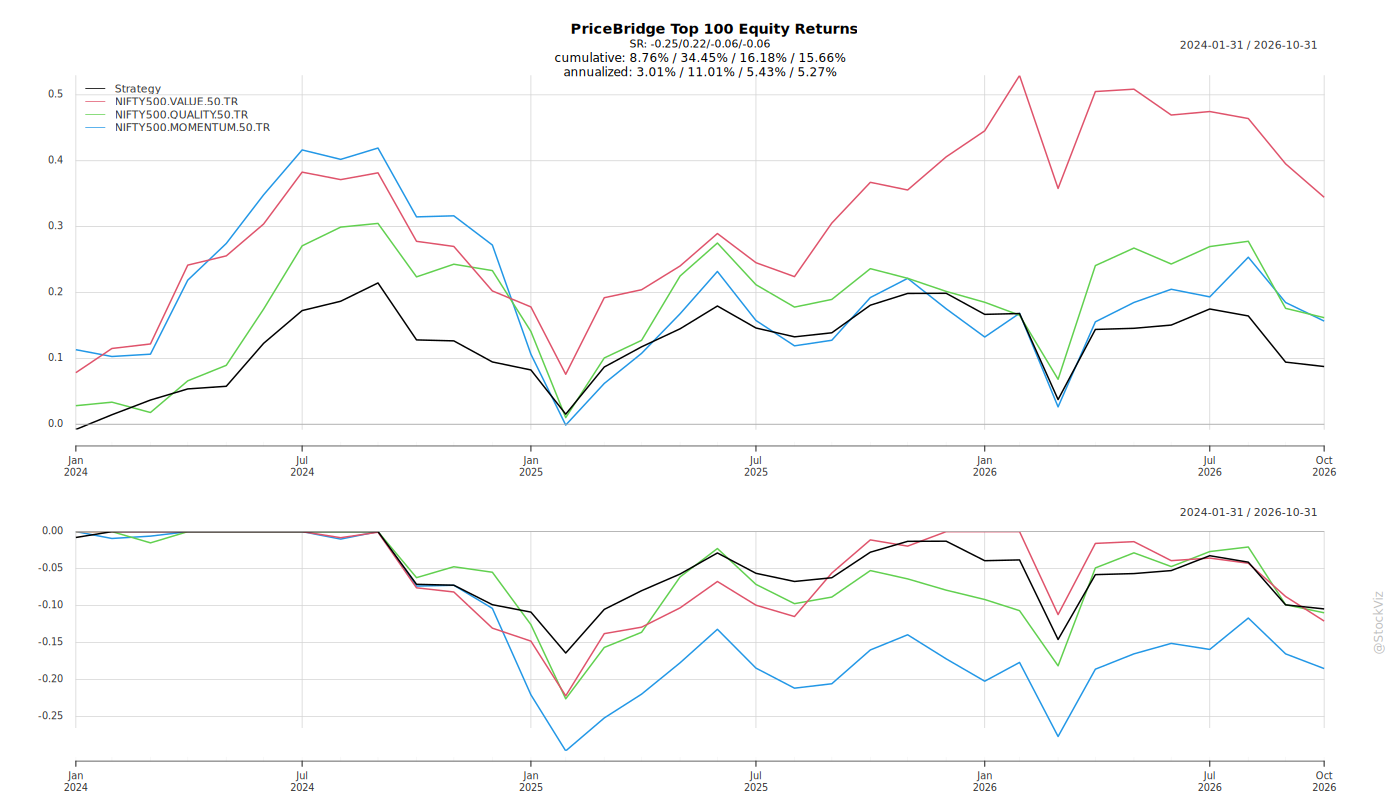 PriceBridge Top 100 Equity Returns
SR: -0.25/0.22/-0.06/-0.06
cumulative: 8.76% / 34.45% / 16.18% / 15.66%
annualized: 3.01% / 11.01% / 5.43% / 5.27%
2024-01-31 / 2026-10-31
Strategy
NIFTY500.VALUE.50.TR
NIFTY500.QUALITY.50.TR
NIFTY500.MOMENTUM.50.TR
0.5
0.4
0.3
0.2
0.1
0.0
Jan Jul Jan Jul Jan Jul Oct
2024 2024 2025 2025 2026 2026 2026
2024-01-31 / 2026-10-31
0.00
-0.05
-0.10
-0.15
-0.20
-0.25
Jan Jul Jan Jul Jan Jul Oct
2024 2024 2025 2025 2026 2026 2026
@StockViz